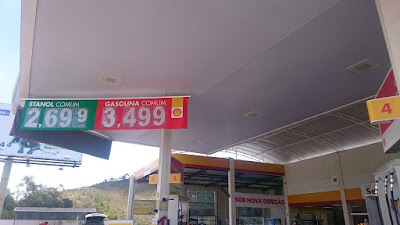 ETANOL COMUM
2,699
GASOLINA COMUM
3,499
4
SOB NOVA DIREÇÃO